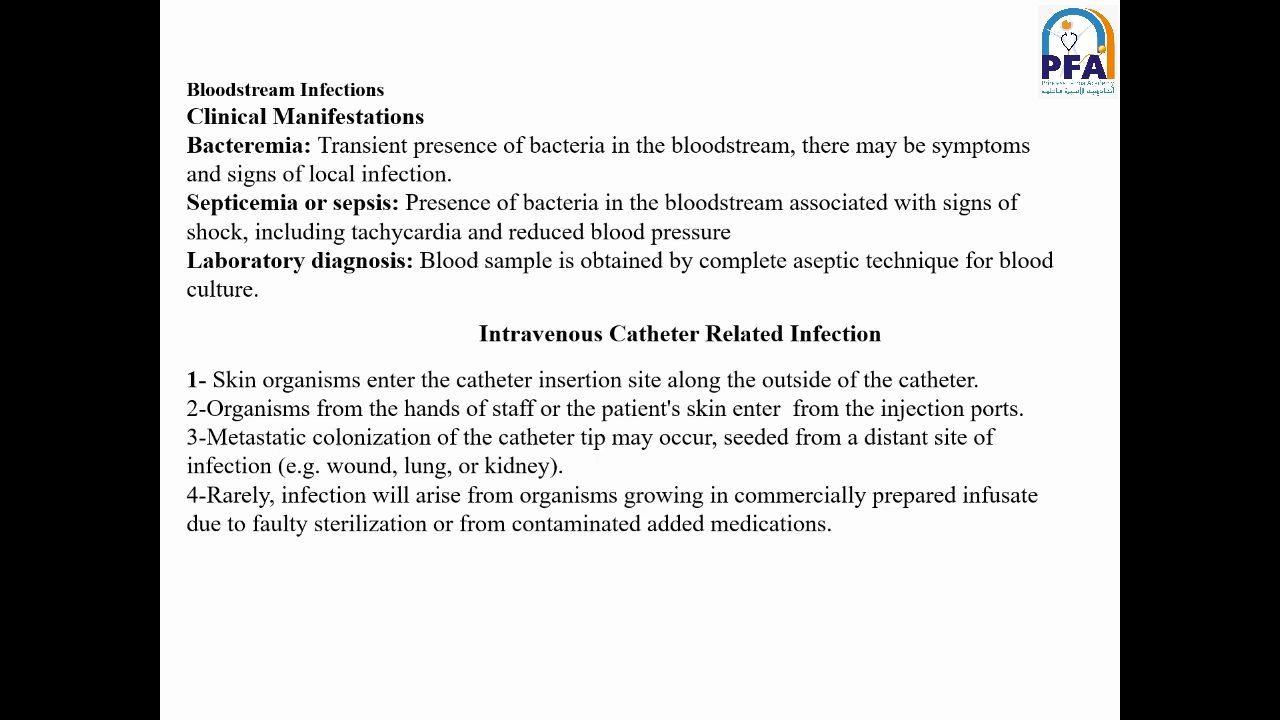 PFA
Bloodstream Infections
Clinical Manifestations
Bacteremia: Transient presence of bacteria in the bloodstream, there may be symptoms
and signs of local infection.
Septicemia or sepsis: Presence of bacteria in the bloodstream associated with signs of
shock, including tachycardia and reduced blood pressure
Laboratory diagnosis: Blood sample is obtained by complete aseptic technique for blood
culture.
Intravenous Catheter Related Infection
1- Skin organisms enter the catheter insertion site along the outside of the catheter.
2-Organisms from the hands of staff or the patient's skin enter  from the injection ports.
3-Metastatic colonization of the catheter tip may occur, seeded from a distant site of
infection (e.g. wound, lung, or kidney).
4-Rarely, infection will arise from organisms growing in commercially prepared infusate
due to faulty sterilization or from contaminated added medications.